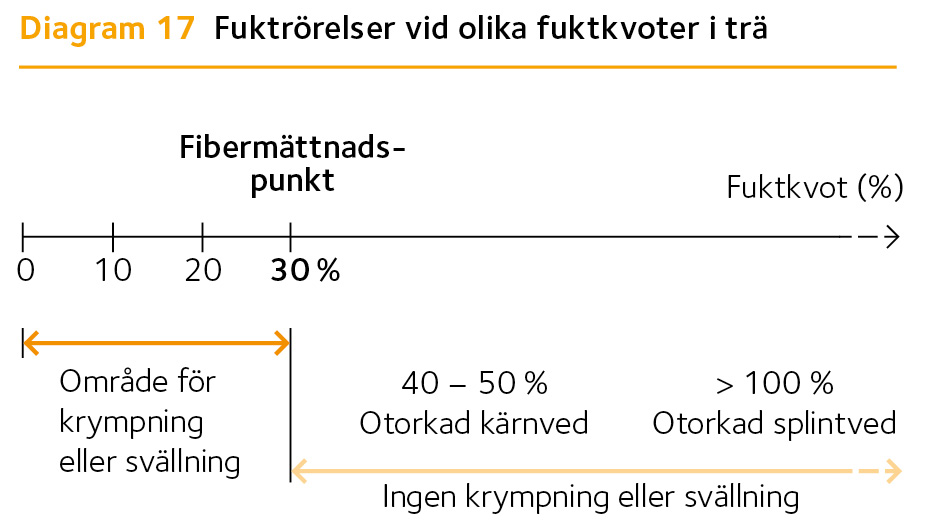 Diagram 17 Fuktrörelser vid olika fuktkvoter i trä
Fibermättnads-
punkt
Fuktkvot (%)
0 10 20 30 %
Område för
krympning
eller svällning
40 – 50 %
Otorkad kärnved
> 100 %
Otorkad splintved
Ingen krympning eller svällning